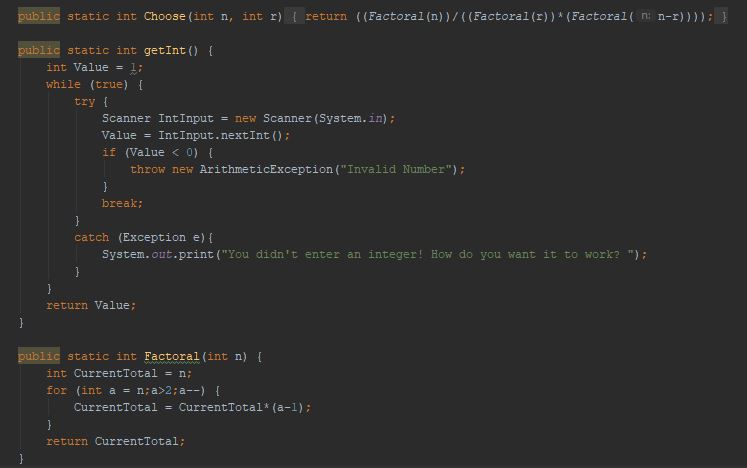 public static int Choose(int n, int r) { return ((Factoral(n))/((Factoral(r))*(Factoral( n: n-r)))); }
public static int getInt() {
int Value = 1;
while (true) {
try {
Scanner IntInput = new Scanner(System.in);
Value = IntInput.nextInt();
if (Value < 0) {
throw new ArithmeticException("Invalid Number");
}
break;
}
catch (Exception e){
System.out.print("You didn't enter an integer! How do you want it to work? ");
}
}
return Value;
}
public static int Factoral(int n) {
int CurrentTotal = n;
for (int a = n;a>2;a--) {
CurrentTotal = CurrentTotal*(a-1);
}
return CurrentTotal;
}